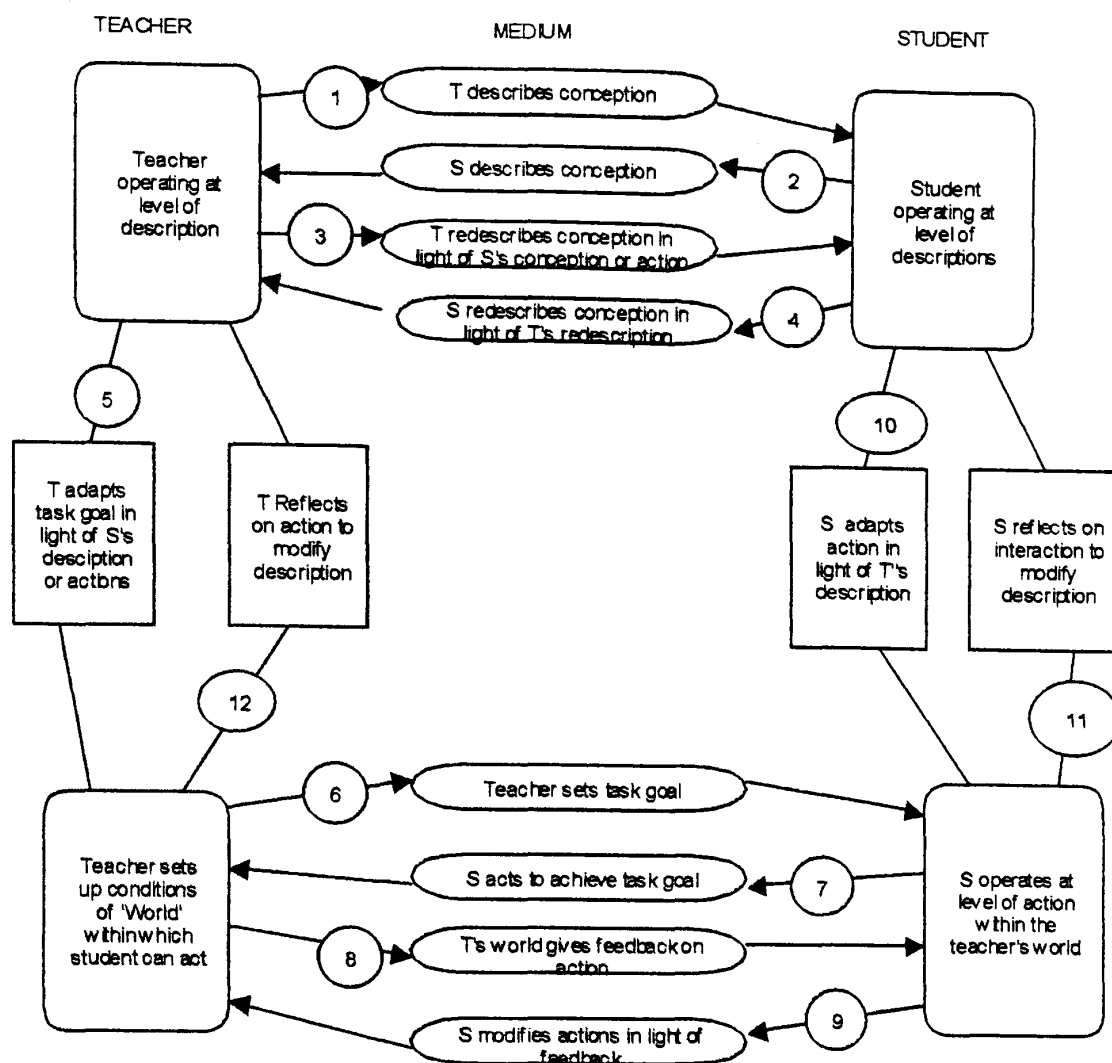 TEACHER
MEDIUM
STUDENT
1
T describes conception
Teacher
operating at
level of
description
S describes conception
2
Student
operating at
level of
descriptions
3
T redescribes conception in
light of S's conception or action
S redescribes conception in
light of T's redescription
4
5
10
T adapts
task goal in
light of S's
desciption
or actions
T Reflects
on action to
modify
description
S adapts
action in
light of T's
description
S reflects on
interaction to
modify
description
12
11
6
Teacher sets task goal
Teacher sets
up conditions
of 'World'
within which
student can act
S acts to achieve task goal
7
S operates at
level of action
within the
teacher's world
8
T's world gives feedback on
action
S modifies actions in light of
feedback
9